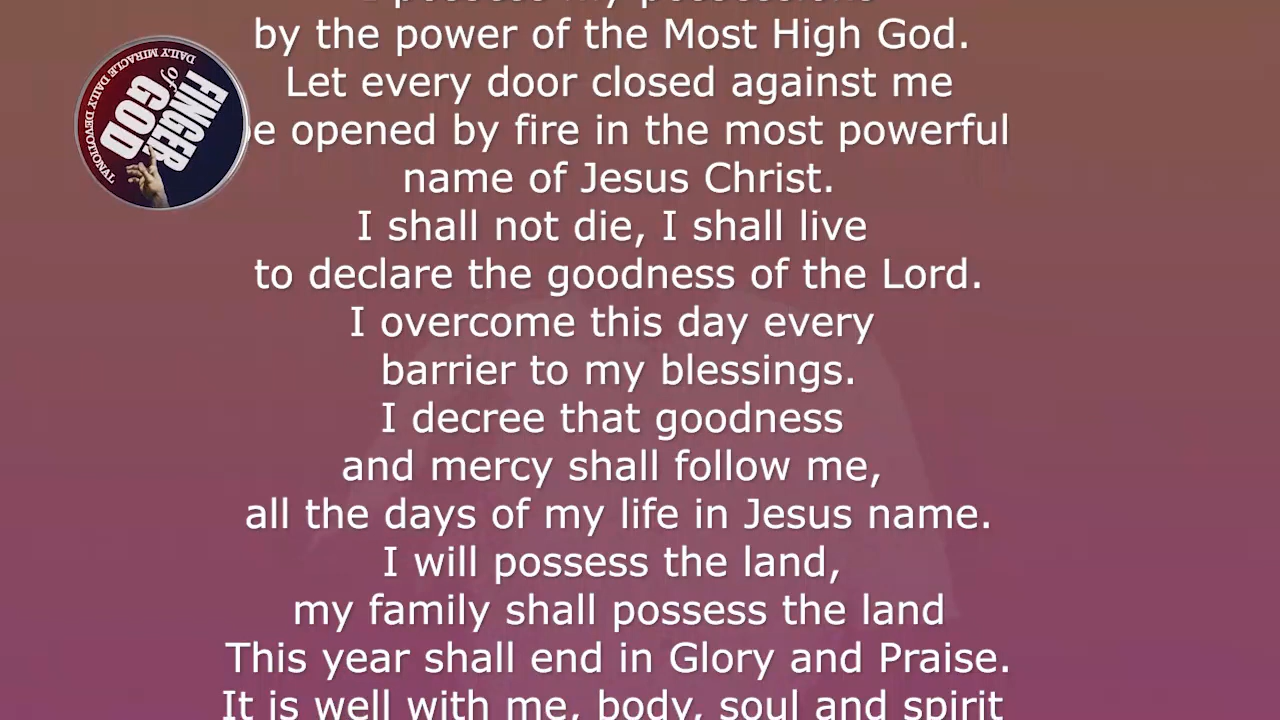 I possess my possessions
by the power of the Most High God.
Let every door closed against me
be opened by fire in the most powerful
name of Jesus Christ.
I shall not die, I shall live
to declare the goodness of the Lord.
I overcome this day every
barrier to my blessings.
I decree that goodness
and mercy shall follow me,
all the days of my life in Jesus name.
I will possess the land,
my family shall possess the land
This year shall end in Glory and Praise.
It is well with me, body, soul and spirit
FINGER
of
GOD
DAILY MIRACLE DAILY DEVOTIONAL